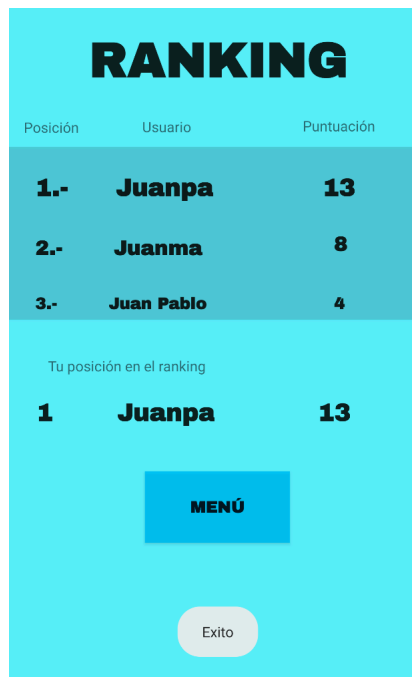 RANKING
Posición Usuario Puntuación
1.- Juanpa 13
2.- Juanma 8
3.- Juan Pablo 4
Tu posición en el ranking
1 Juanpa 13
MENÚ
Exito